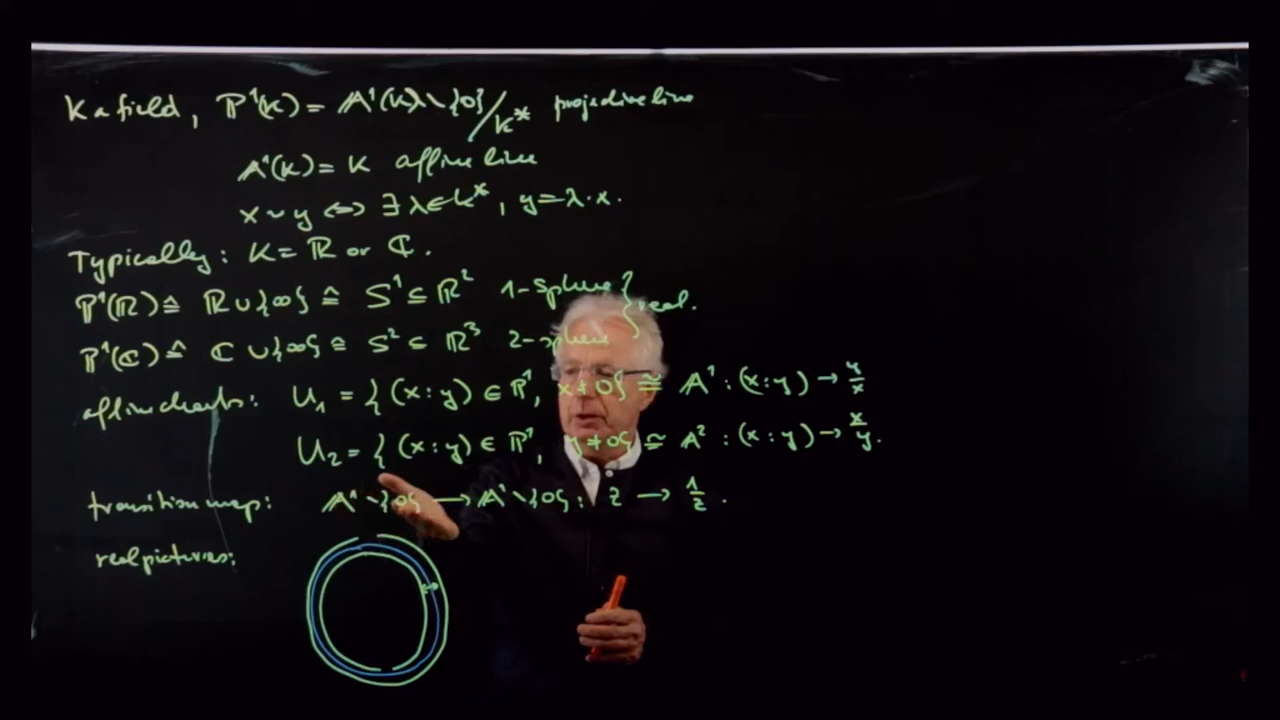 K a field, P¹(K) = A¹(K)∖{0}/K* projective line
A¹(K) = K affine line
x ~ y ⇔ ∃ λ ∈ K*, y = λ·x.
Typically: K = ℝ or ℂ.
P¹(ℝ) ≙ ℝ ∪ {∞} ≙ S¹ ⊆ ℝ² 1-sphere } real.
P¹(ℂ) ≙ ℂ ∪ {∞} ≅ S² ⊆ ℝ³ 2-sphere
affine charts: U₁ = { (x:y) ∈ P¹, x ≠ 0} ≅ A¹ : (x:y) → y/x
U₂ = { (x:y) ∈ P¹, y ≠ 0} ≅ A² : (x:y) → x/y.
transition map: A¹∖{0} → A¹∖{0} : z → 1/z.
real pictures: